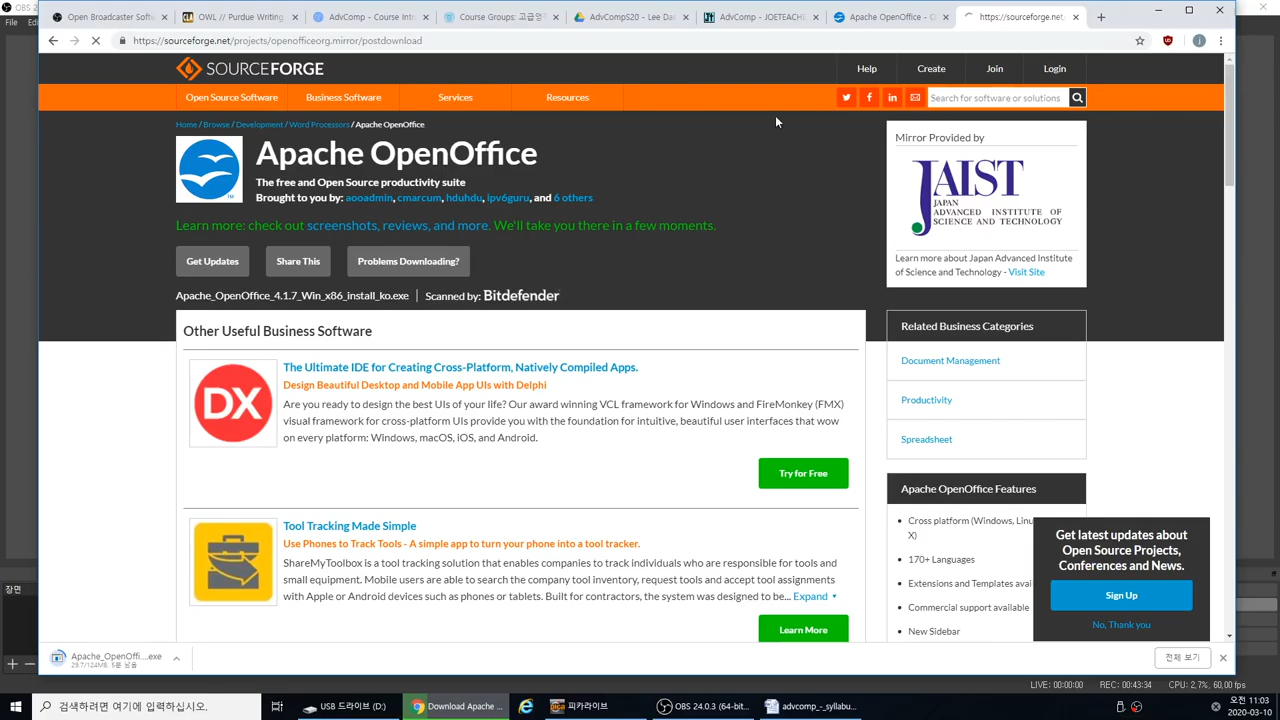 OBS 2
Open Broadcaster Softw
OWL // Purdue Writing
AdvComp - Course Intr
Course Groups: 고급영
AdvCompS20 - Lee Dan
AdvComp - JOETEACHE
Apache OpenOffice - C
https://sourceforge.net/
https://sourceforge.net/projects/openofficeorg.mirror/postdownload
SOURCEFORGE
Help
Create
Join
Login
Open Source Software
Business Software
Services
Resources
Search for software or solutions
Home / Browse / Development / Word Processors / Apache OpenOffice
Apache OpenOffice
The free and Open Source productivity suite
Brought to you by: aooadmin, cmarcum, hduhdu, ipv6guru, and 6 others
Learn more: check out screenshots, reviews, and more. We'll take you there in a few moments.
Get Updates
Share This
Problems Downloading?
Apache_OpenOffice_4.1.7_Win_x86_install_ko.exe | Scanned by: Bitdefender
Mirror Provided by
JAIST
JAPAN
ADVANCED INSTITUTE OF
SCIENCE AND TECHNOLOGY
Learn more about Japan Advanced Institute
of Science and Technology - Visit Site
Other Useful Business Software
DX
The Ultimate IDE for Creating Cross-Platform, Natively Compiled Apps.
Design Beautiful Desktop and Mobile App UIs with Delphi
Are you ready to design the best UIs of your life? Our award winning VCL framework for Windows and FireMonkey (FMX)
visual framework for cross-platform UIs provide you with the foundation for intuitive, beautiful user interfaces that wow
on every platform: Windows, macOS, iOS, and Android.
Try for Free
Tool Tracking Made Simple
Use Phones to Track Tools - A simple app to turn your phone into a tool tracker.
ShareMyToolbox is a tool tracking solution that enables companies to track individuals who are responsible for tools and
small equipment. Mobile users are able to search the company tool inventory, request tools and accept tool assignments
with Apple or Android devices such as phones or tablets. Built for contractors, the system was designed to be... Expand
Learn More
Related Business Categories
Document Management
Productivity
Spreadsheet
Apache OpenOffice Features
Cross platform (Windows, Linu
X)
170+ Languages
Extensions and Templates avai
Commercial support available
New Sidebar
Get latest updates about
Open Source Projects,
Conferences and News.
Sign Up
No, Thank you
장면
Apache_OpenOffi....exe
29.7/124MB, 5분 남음
전체 보기
LIVE: 00:00:00
REC: 00:43:34
CPU: 2.7%, 60.00 fps
검색하려면 여기에 입력하십시오.
USB 드라이브 (D:)
Download Apache ...
피카라이브
OBS 24.0.3 (64-bit,...
advcomp_-_syllabu...
오전 11:03
2020-03-10